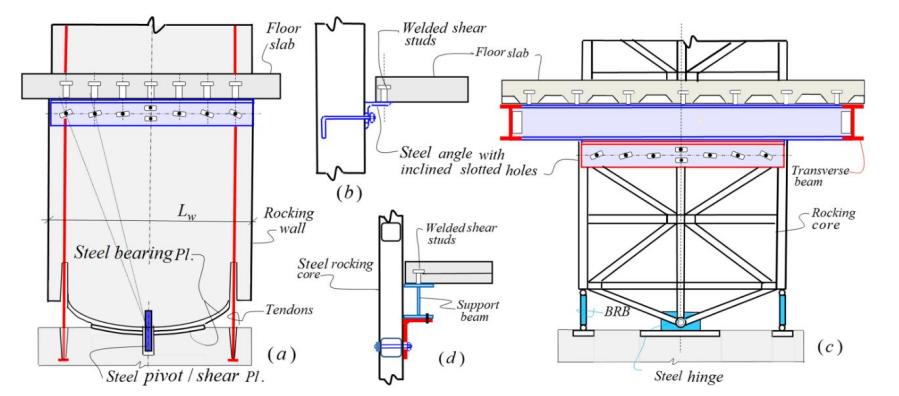 Floor
slab
L_w
Rocking
wall
Steel bearing Pl.
Tendons
(a)
Steel pivot / shear Pl.
Welded shear
studs
Floor slab
Steel angle with
inclined slotted holes
(b)
Welded shear
studs
Steel rocking
core
Support
beam
(d)
Floor
slab
Transverse
beam
Rocking
core
BRB
(c)
Steel hinge